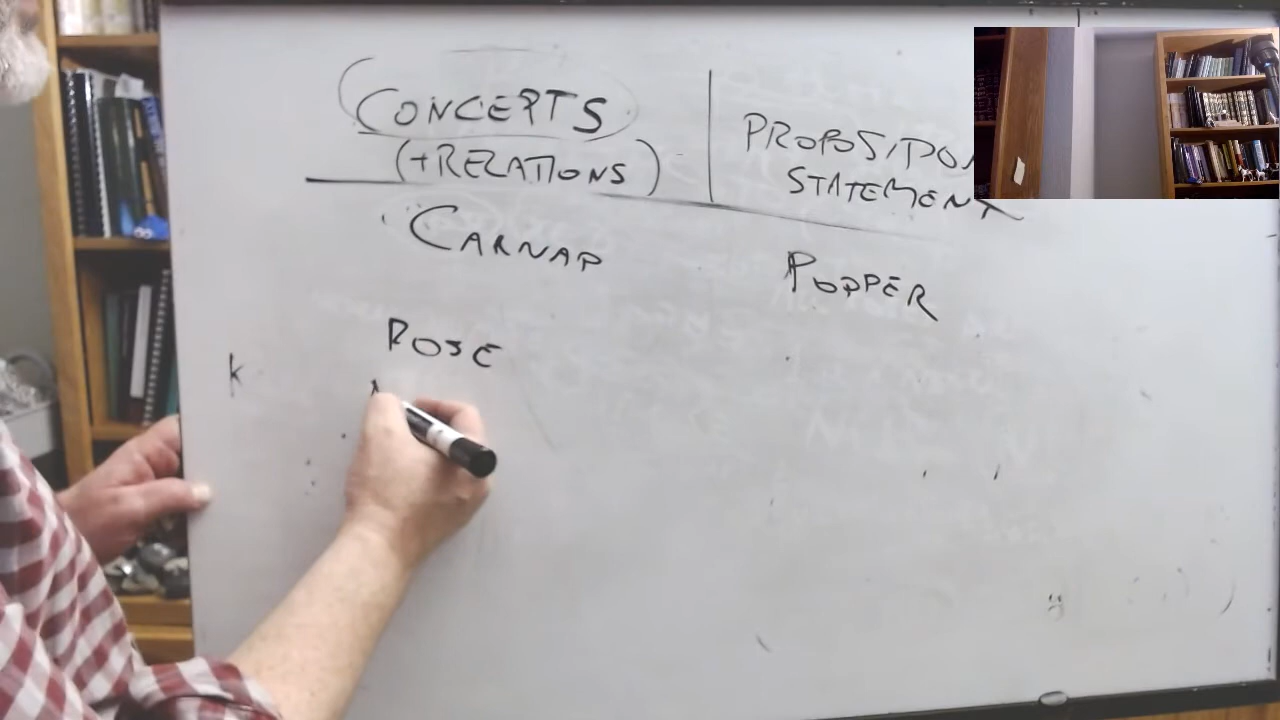 CONCEPTS
(+RELATIONS)
PROPOSITION
STATEMENT
CARNAP
POPPER
ROSE
k